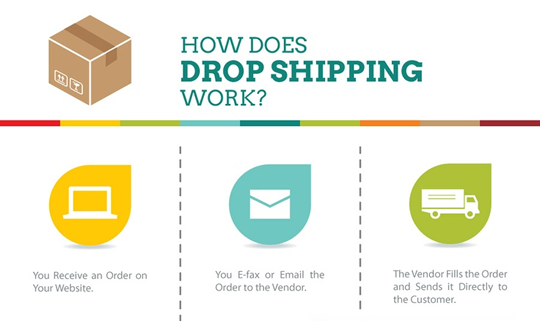 HOW DOES
DROP SHIPPING
WORK?
You Receive an Order on
Your Website.
You E-fax or Email the
Order to the Vendor.
The Vendor Fills the Order
and Sends it Directly to
the Customer.